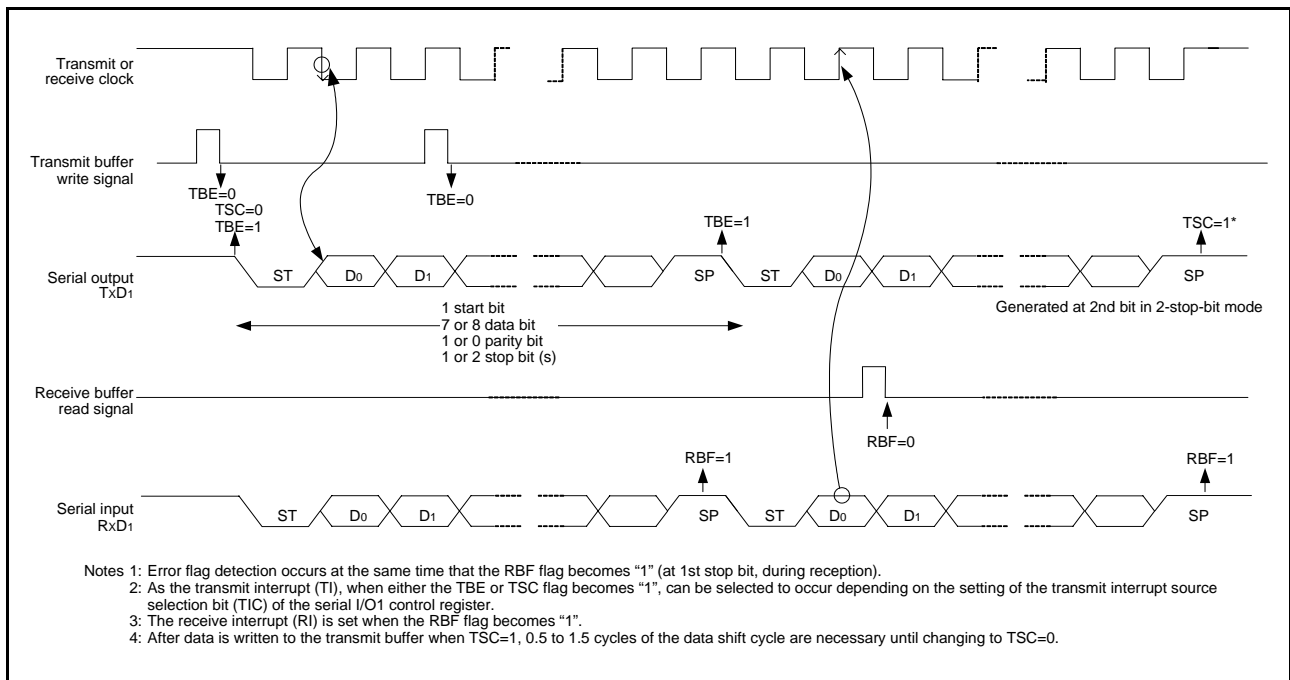 Transmit or
receive clock
Transmit buffer
write signal
TBE=0
TSC=0
TBE=1
TBE=0
TBE=1
TSC=1*
Serial output
TxD1
ST D0 D1 SP ST D0 D1 SP
Generated at 2nd bit in 2-stop-bit mode
1 start bit
7 or 8 data bit
1 or 0 parity bit
1 or 2 stop bit (s)
Receive buffer
read signal
RBF=0
RBF=1
RBF=1
Serial input
RxD1
ST D0 D1 SP ST D0 D1 SP
Notes 1: Error flag detection occurs at the same time that the RBF flag becomes “1” (at 1st stop bit, during reception).
2: As the transmit interrupt (TI), when either the TBE or TSC flag becomes “1”, can be selected to occur depending on the setting of the transmit interrupt source
selection bit (TIC) of the serial I/O1 control register.
3: The receive interrupt (RI) is set when the RBF flag becomes “1”.
4: After data is written to the transmit buffer when TSC=1, 0.5 to 1.5 cycles of the data shift cycle are necessary until changing to TSC=0.